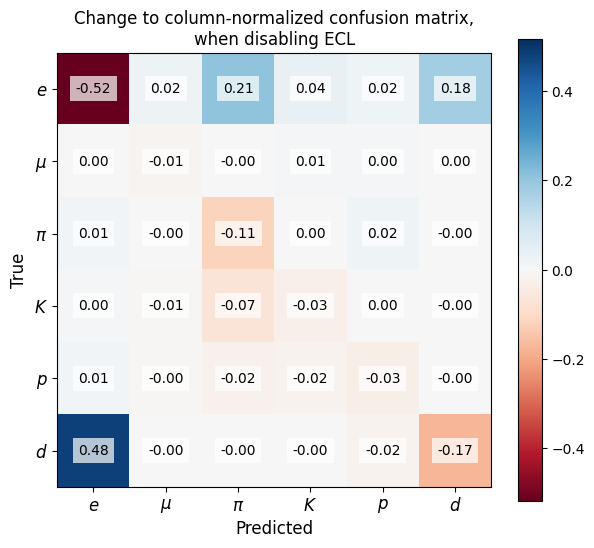 Change to column-normalized confusion matrix,
when disabling ECL
e -0.52 0.02 0.21 0.04 0.02 0.18
μ 0.00 -0.01 -0.00 0.01 0.00 0.00
π 0.01 -0.00 -0.11 0.00 0.02 -0.00
K 0.00 -0.01 -0.07 -0.03 0.00 -0.00
p 0.01 -0.00 -0.02 -0.02 -0.03 -0.00
d 0.48 -0.00 -0.00 -0.00 -0.02 -0.17
e μ π K p d
Predicted
True
0.4
0.2
0.0
−0.2
−0.4